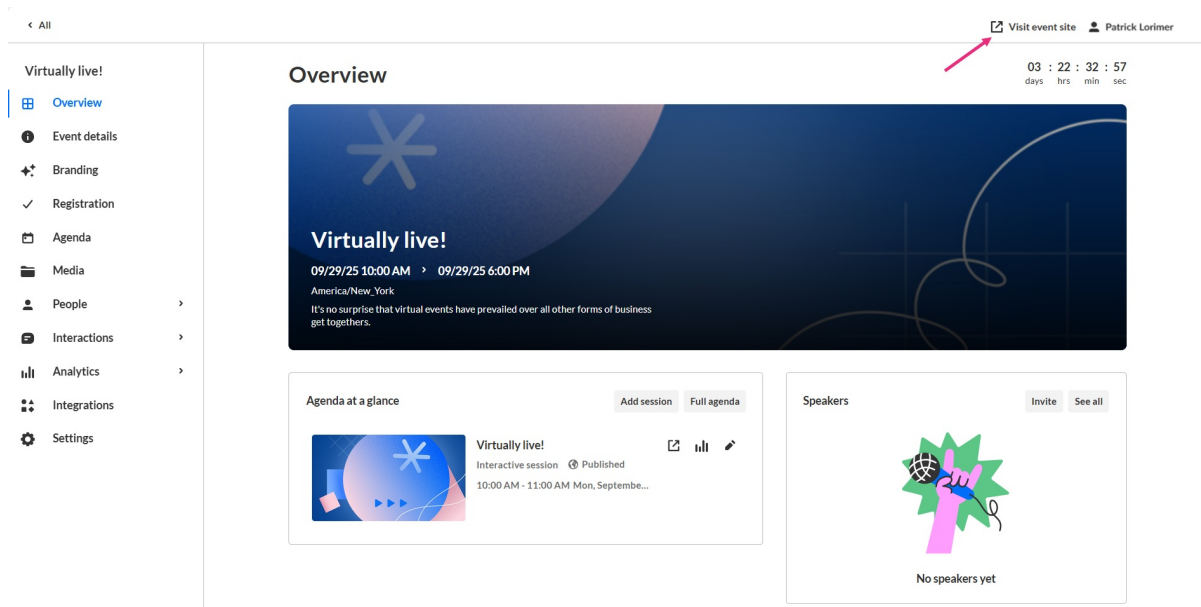 All
Visit event site
Patrick Lorimer
Virtually live!
Overview
Event details
Branding
Registration
Agenda
Media
People
Interactions
Analytics
Integrations
Settings
Overview
03 : 22 : 32 : 57
days hrs min sec
Virtually live!
09/29/25 10:00 AM > 09/29/25 6:00 PM
America/New_York
It's no surprise that virtual events have prevailed over all other forms of business
get togethers.
Agenda at a glance
Add session
Full agenda
Virtually live!
Interactive session Published
10:00 AM - 11:00 AM Mon, Septembe...
Speakers
Invite
See all
No speakers yet